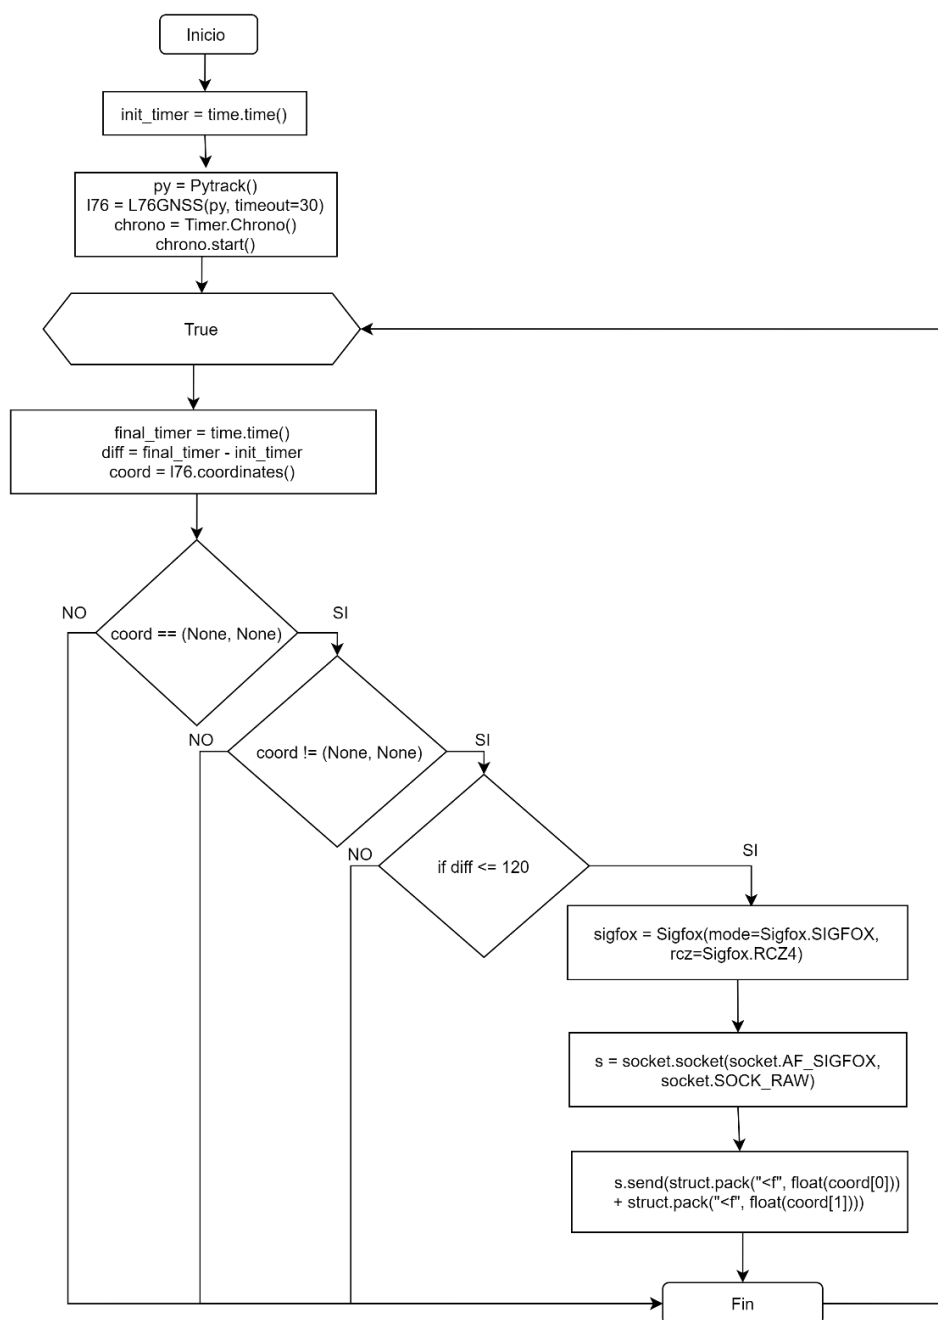 Inicio
init_timer = time.time()
py = Pytrack()
l76 = L76GNSS(py, timeout=30)
chrono = Timer.Chrono()
chrono.start()
True
final_timer = time.time()
diff = final_timer - init_timer
coord = l76.coordinates()
NO
SI
coord == (None, None)
NO
SI
coord != (None, None)
NO
SI
if diff <= 120
sigfox = Sigfox(mode=Sigfox.SIGFOX,
rcz=Sigfox.RCZ4)
s = socket.socket(socket.AF_SIGFOX,
socket.SOCK_RAW)
s.send(struct.pack("<f", float(coord[0]))
+ struct.pack("<f", float(coord[1])))
Fin